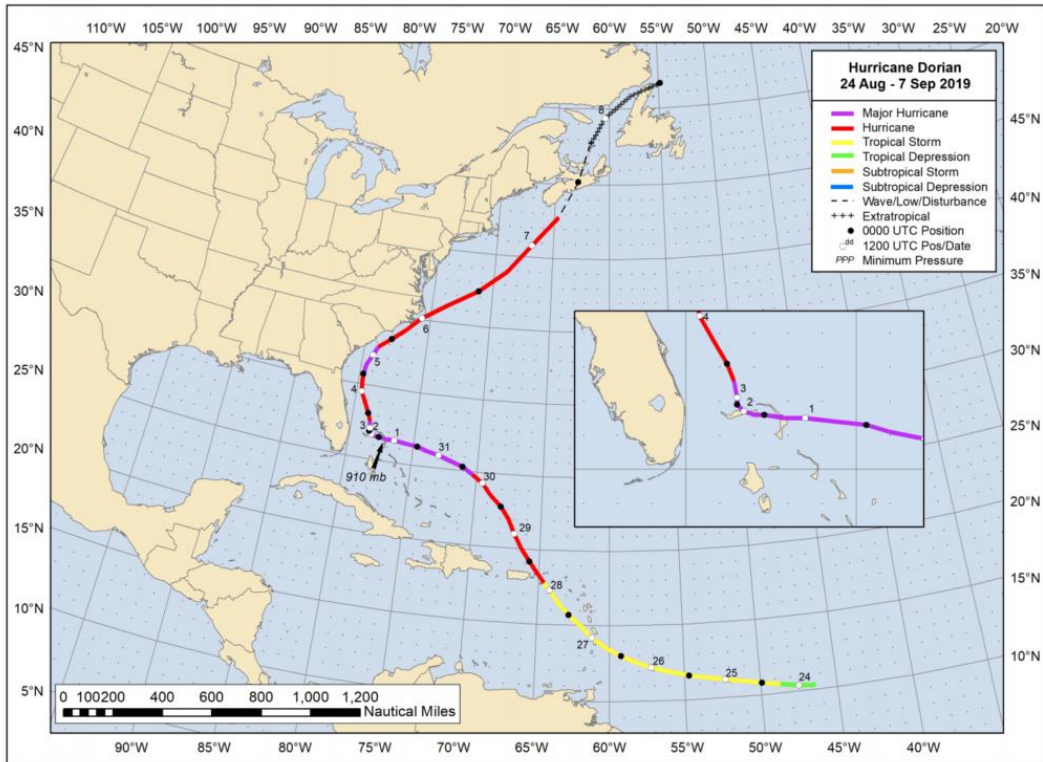 110°W 105°W 100°W 95°W 90°W 85°W 80°W 75°W 70°W 65°W 60°W 55°W 50°W 45°W 40°W 35°W 30°W 25°W 20°W
45°N
40°N
35°N
30°N
25°N
20°N
15°N
10°N
5°N
Hurricane Dorian
24 Aug - 7 Sep 2019
Major Hurricane
Hurricane
Tropical Storm
Tropical Depression
Subtropical Storm
Subtropical Depression
Wave/Low/Disturbance
Extratropical
0000 UTC Position
dd 1200 UTC Pos/Date
PPP Minimum Pressure
45°N
40°N
35°N
30°N
25°N
20°N
15°N
10°N
8
7
6
5
4
3
2
1
910 mb
31
30
29
28
27
26
25
24
4
3
2
1
0 100 200 400 600 800 1,000 1,200
Nautical Miles
90°W 85°W 80°W 75°W 70°W 65°W 60°W 55°W 50°W 45°W 40°W